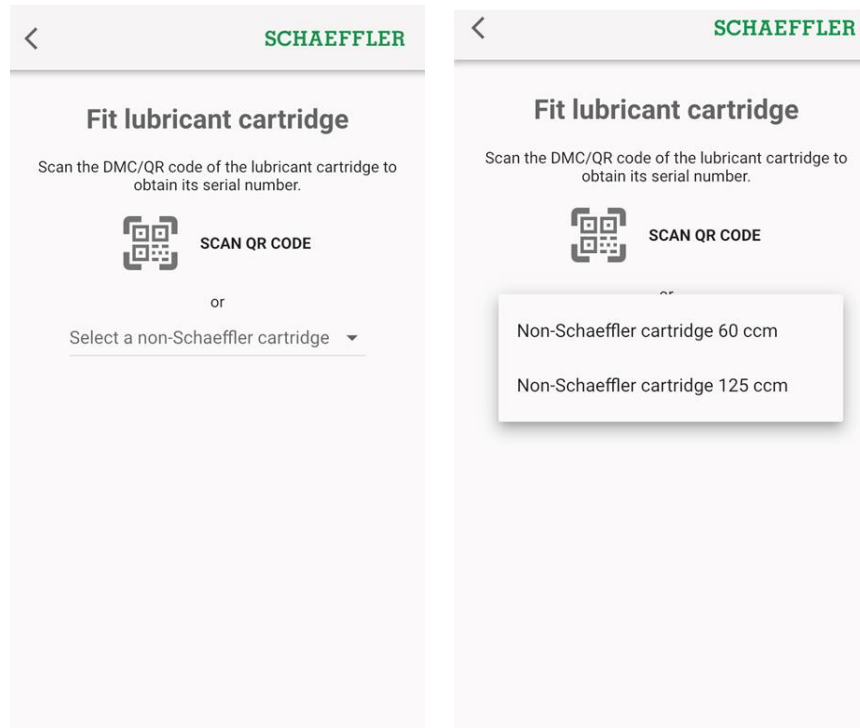 SCHAEFFLER
Fit lubricant cartridge
Scan the DMC/QR code of the lubricant cartridge to
obtain its serial number.
SCAN QR CODE
or
Select a non-Schaeffler cartridge
SCHAEFFLER
Fit lubricant cartridge
Scan the DMC/QR code of the lubricant cartridge to
obtain its serial number.
SCAN QR CODE
or
Non-Schaeffler cartridge 60 ccm
Non-Schaeffler cartridge 125 ccm